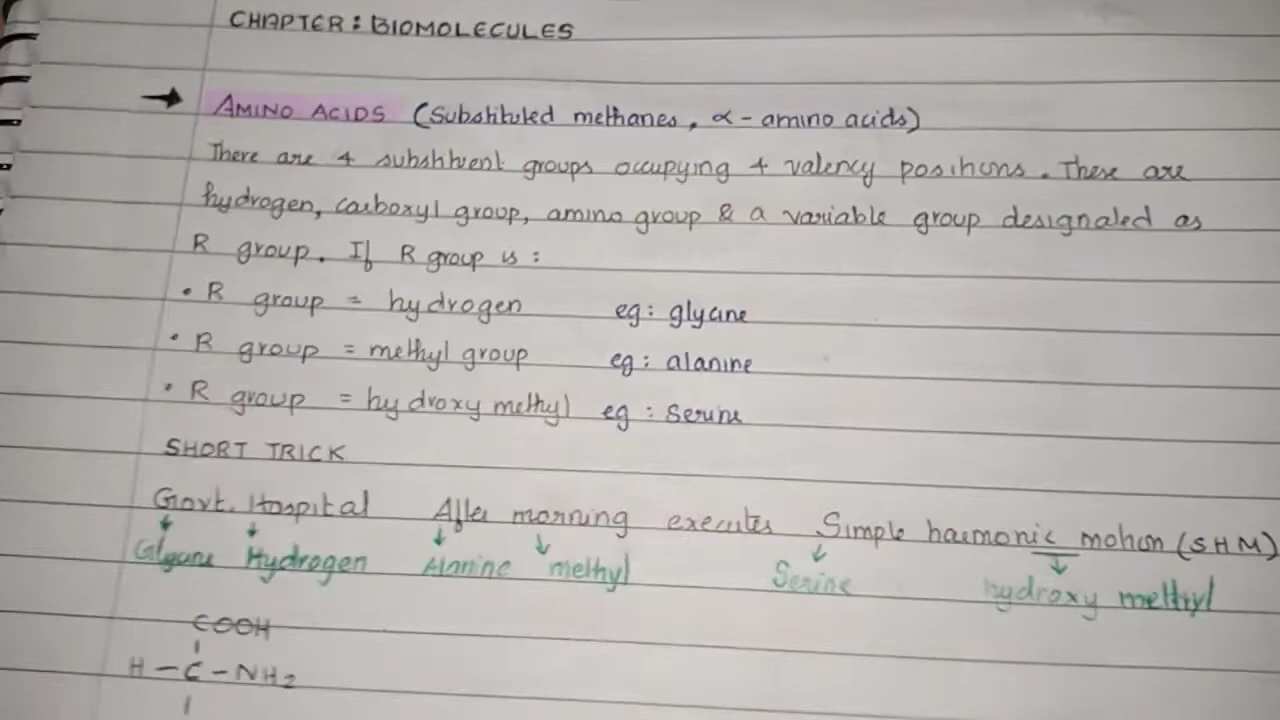 CHAPTER: BIOMOLECULES
→ AMINO ACIDS (Substituted methanes, α-amino acids)
There are 4 substituent groups occupying 4 valency positions. These are
hydrogen, carboxyl group, amino group & a variable group designated as
R group. If R group is:
• R group = hydrogen eg: glycine
• R group = methyl group eg: alanine
• R group = hydroxy methyl eg: Serine
SHORT TRICK
Govt. Hospital After morning executes Simple harmonic motion (SHM)
Glycine Hydrogen Alanine methyl Serine hydroxy methyl
COOH
H-C-NH₂